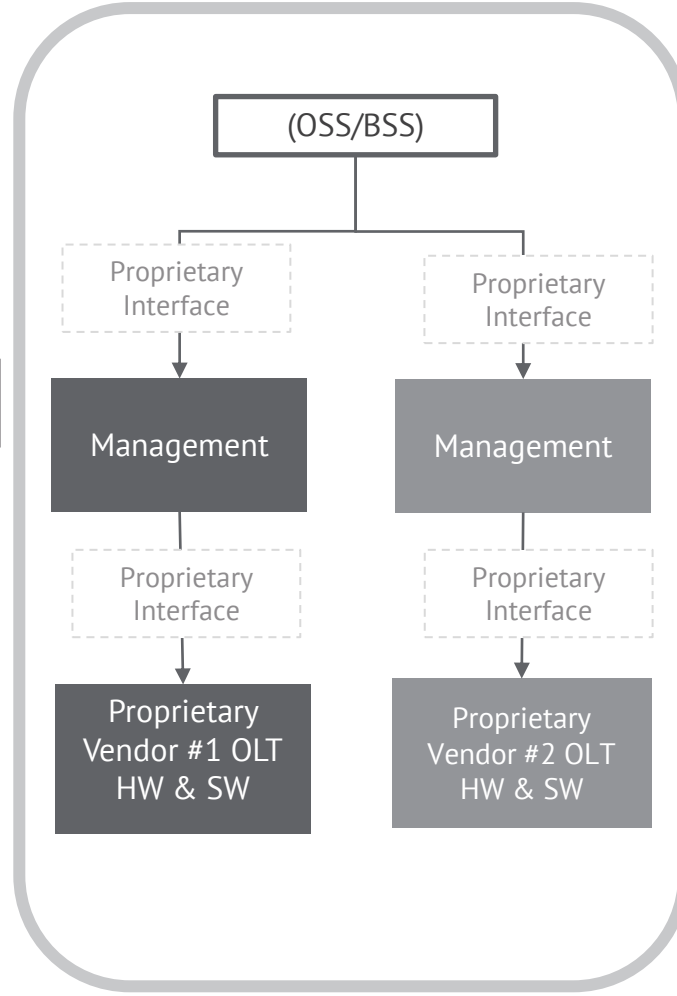 (OSS/BSS)
Proprietary
Interface
Proprietary
Interface
Management
Management
Proprietary
Interface
Proprietary
Interface
Proprietary
Vendor #1 OLT
HW & SW
Proprietary
Vendor #2 OLT
HW & SW